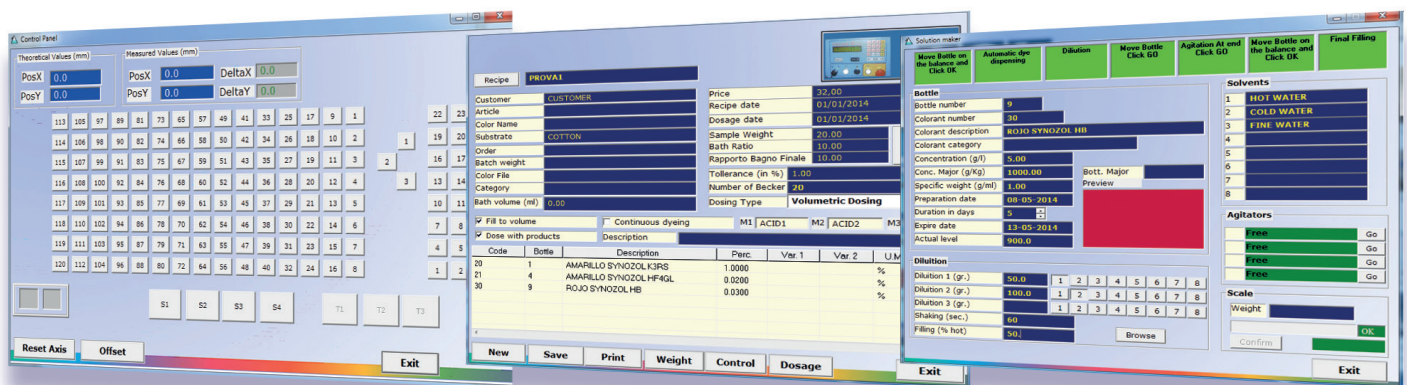 Control Panel
Theoretical Values (mm)
PosX 0.0
PosY 0.0
Measured Values (mm)
PosX 0.0 DeltaX 0.0
PosY 0.0 DeltaY 0.0
113 105 97 89 81 73 65 57 49 41 33 25 17 9 1
114 106 98 90 82 74 66 58 50 42 34 26 18 10 2
115 107 99 91 83 75 67 59 51 43 35 27 19 11 3
116 108 100 92 84 76 68 60 52 44 36 28 20 12 4
117 109 101 93 85 77 69 61 53 45 37 29 21 13 5
118 110 102 94 86 78 70 62 54 46 38 30 22 14 6
119 111 103 95 87 79 71 63 55 47 39 31 23 15 7
120 112 104 96 88 80 72 64 56 48 40 32 24 16 8
1
2
3
22 23
19 20
16 17
13 14
10 11
7 8
4 5
1 2
S1 S2 S3 S4 T1 T2 T3
Reset Axis Offset Exit
Recipe PROVA1
Customer CUSTOMER
Article
Color Name
Substrate COTTON
Order
Batch weight
Color File
Category
Bath volume (ml) 0.00
Price 32,00
Recipe date 01/01/2014
Dosage date 01/01/2014
Sample Weight 20.00
Bath Ratio 10.00
Rapporto Bagno Finale 10.00
Tollerance (in %) 1.00
Number of Becker 20
Dosing Type Volumetric Dosing
Fill to volume Continuous dyeing M1 ACID1 M2 ACID2 M3
Dose with products Description
Code Bottle Description Perc. Var. 1 Var. 2 U.M
20 1 AMARILLO SYNOZOL K3RS 1.0000 %
21 4 AMARILLO SYNOZOL HF4GL 0.0200 %
30 9 ROJO SYNOZOL HB 0.0300 %
New Save Print Weight Control Dosage Exit
Solution maker
Move Bottle on the balance and Click OK
Automatic dye dispensing
Dilution
Move Bottle Click GO
Agitation At end Click GO
Move Bottle on the balance and Click OK
Final Filling
Bottle
Bottle number 9
Colorant number 30
Colorant description ROJO SYNOZOL HB
Colorant category
Concentration (g/l) 5.00
Conc. Major (g/Kg) 1000.00 Bott. Major
Specific weight (g/ml) 1.00 Preview
Preparation date 08-05-2014
Duration in days 5
Expire date 13-05-2014
Actual level 900.0
Dilution
Dilution 1 (gr.) 50.0 1 2 3 4 5 6 7 8
Dilution 2 (gr.) 100.0 1 2 3 4 5 6 7 8
Dilution 3 (gr.) 1 2 3 4 5 6 7 8
Shaking (sec.) 60
Filling (% hot) 50. Browse
Solvents
1 HOT WATER
2 COLD WATER
3 FINE WATER
4
5
6
7
8
Agitators
Free Go
Free Go
Free Go
Free Go
Scale
Weight
OK
Confirm
Exit